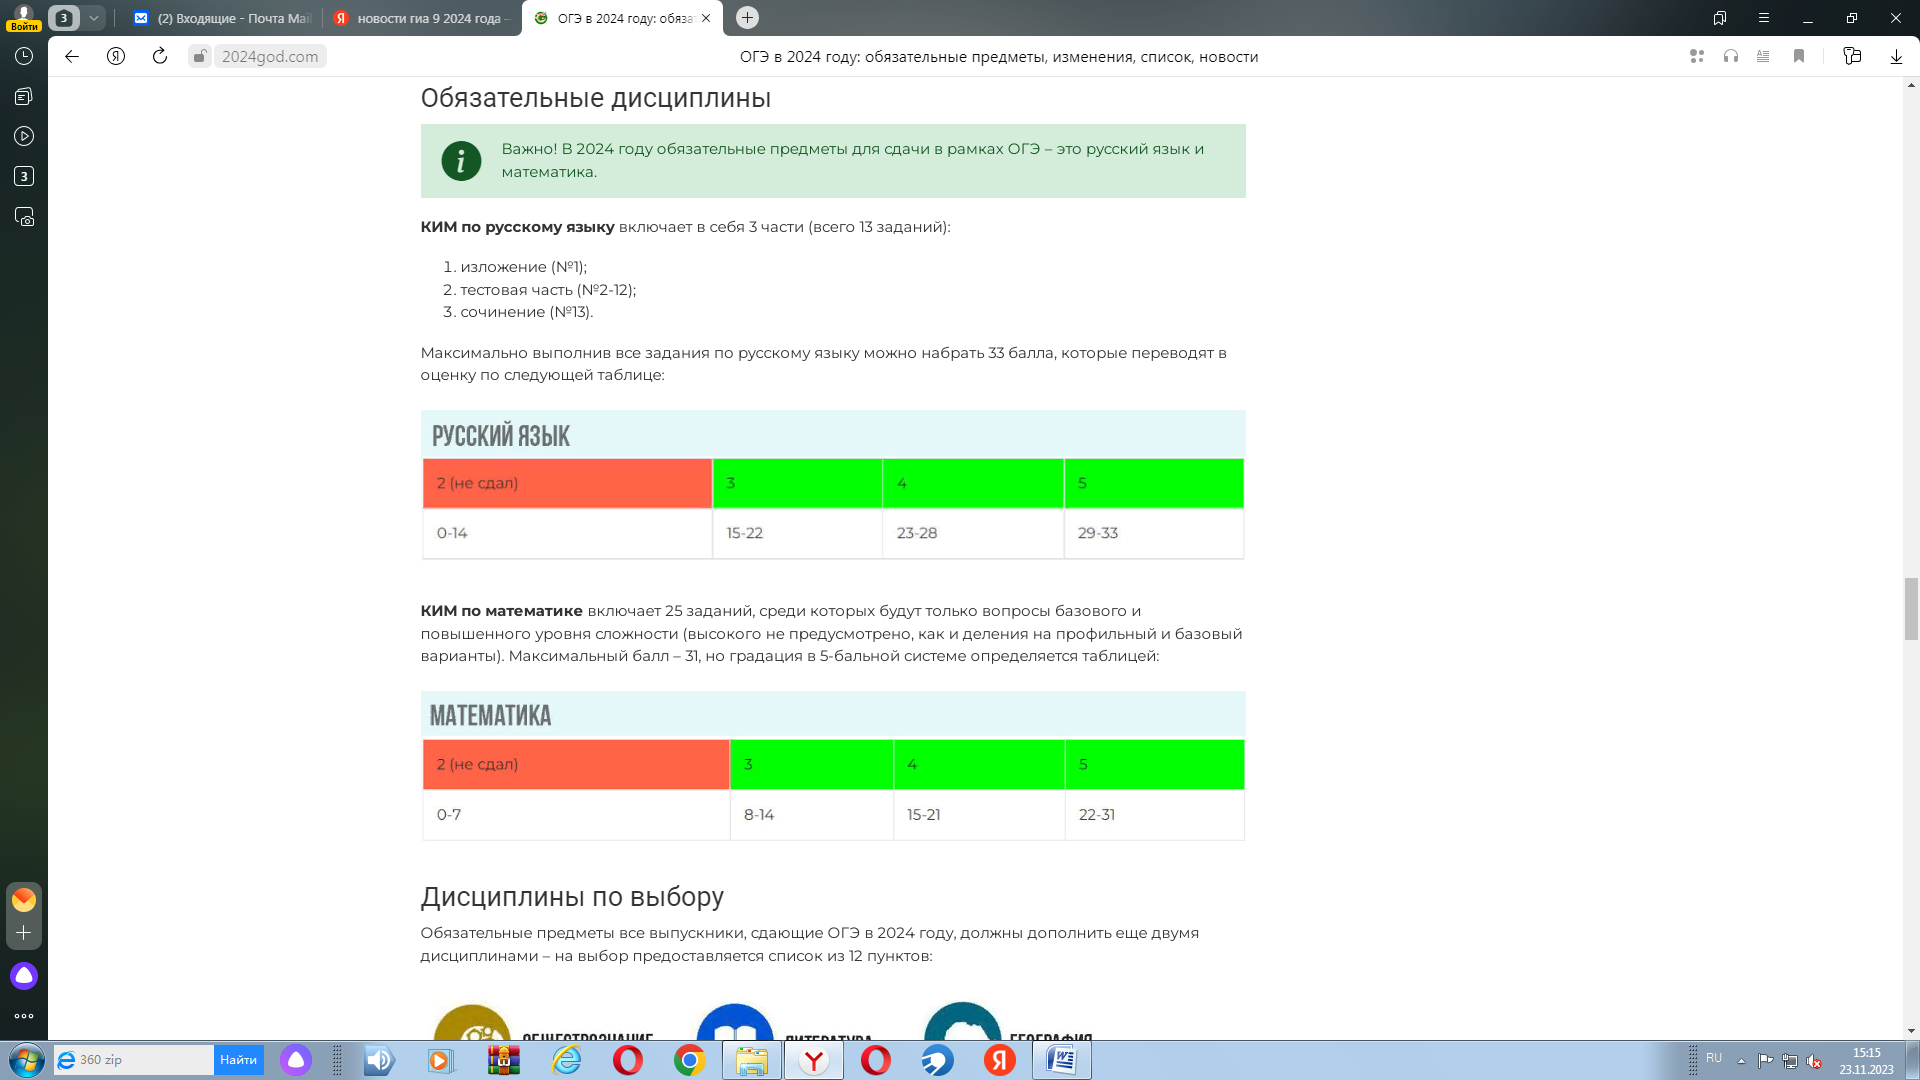 Войти
3
(2) Входящие - Почта Mail
новости гиа 9 2024 года –
ОГЭ в 2024 году: обяза
2024god.com
ОГЭ в 2024 году: обязательные предметы, изменения, список, новости
3
Обязательные дисциплины
Важно! В 2024 году обязательные предметы для сдачи в рамках ОГЭ – это русский язык и
математика.
КИМ по русскому языку включает в себя 3 части (всего 13 заданий):
1. изложение (№1);
2. тестовая часть (№2-12);
3. сочинение (№13).
Максимально выполнив все задания по русскому языку можно набрать 33 балла, которые переводят в
оценку по следующей таблице:
РУССКИЙ ЯЗЫК
2 (не сдал) 3 4 5
0-14 15-22 23-28 29-33
КИМ по математике включает 25 заданий, среди которых будут только вопросы базового и
повышенного уровня сложности (высокого не предусмотрено, как и деления на профильный и базовый
варианты). Максимальный балл – 31, но градация в 5-бальной системе определяется таблицей:
МАТЕМАТИКА
2 (не сдал) 3 4 5
0-7 8-14 15-21 22-31
Дисциплины по выбору
Обязательные предметы все выпускники, сдающие ОГЭ в 2024 году, должны дополнить еще двумя
дисциплинами – на выбор предоставляется список из 12 пунктов:
ОБЩЕСТВОЗНАНИЕ ЛИТЕРАТУРА ГЕОГРАФИЯ
360 zip
Найти
RU
15:15
23.11.2023